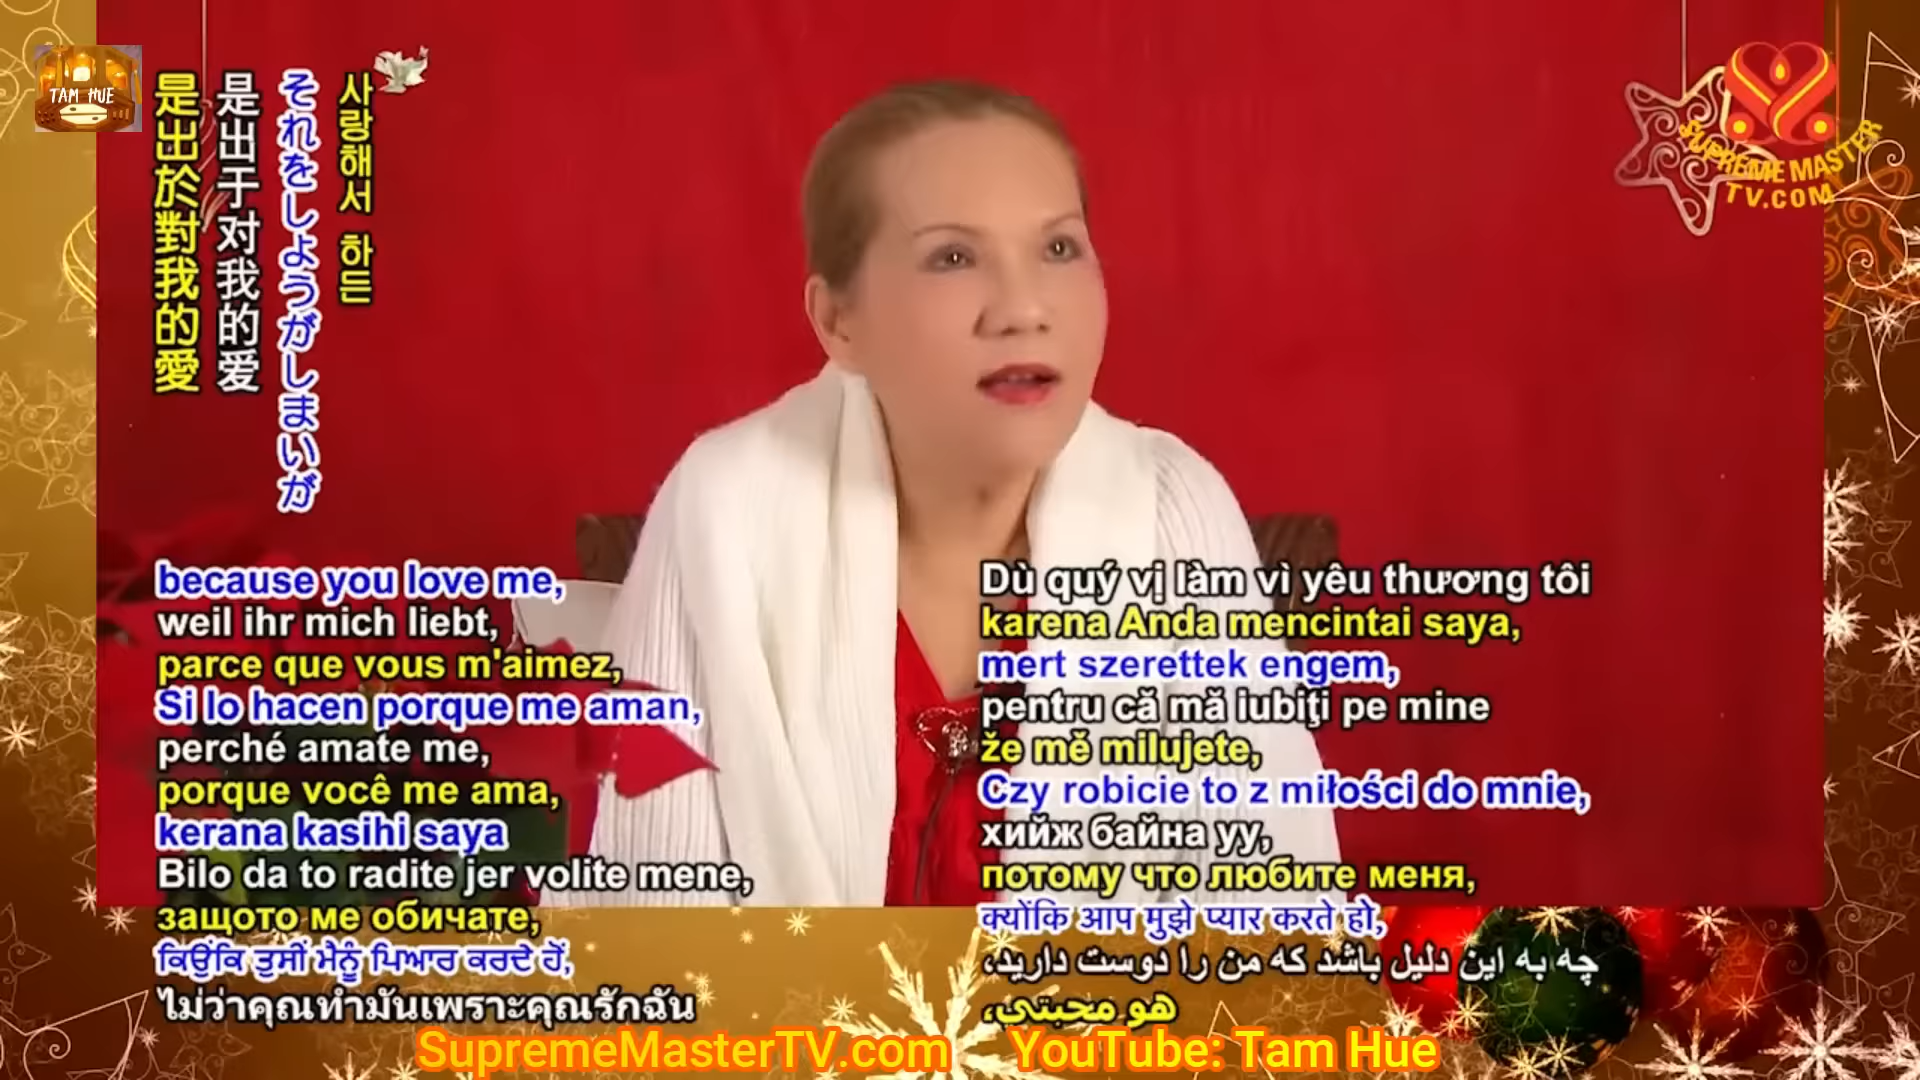 TAM HUE
是出於對我的愛
是出于对我的爱
それをしようがしまいが
사랑해서 하든
SUPREME MASTER
TV.COM
because you love me,
weil ihr mich liebt,
parce que vous m'aimez,
Si lo hacen porque me aman,
perché amate me,
porque você me ama,
kerana kasihi saya
Bilo da to radite jer volite mene,
защото ме обичате,
ਕਿਉਂਕਿ ਤੁਸੀਂ ਮੈਨੂੰ ਪਿਆਰ ਕਰਦੇ ਹੋਂ,
ไม่ว่าคุณทำมันเพราะคุณรักฉัน
Dù quý vị làm vì yêu thương tôi
karena Anda mencintai saya,
mert szerettek engem,
pentru că mă iubiţi pe mine
že mě milujete,
Czy robicie to z miłości do mnie,
хийж байна уу,
потому что любите меня,
क्योंकि आप मुझे प्यार करते हो,
چه به این دلیل باشد که من را دوست دارید،
هو محبتي،
SupremeMasterTV.com YouTube: Tam Hue